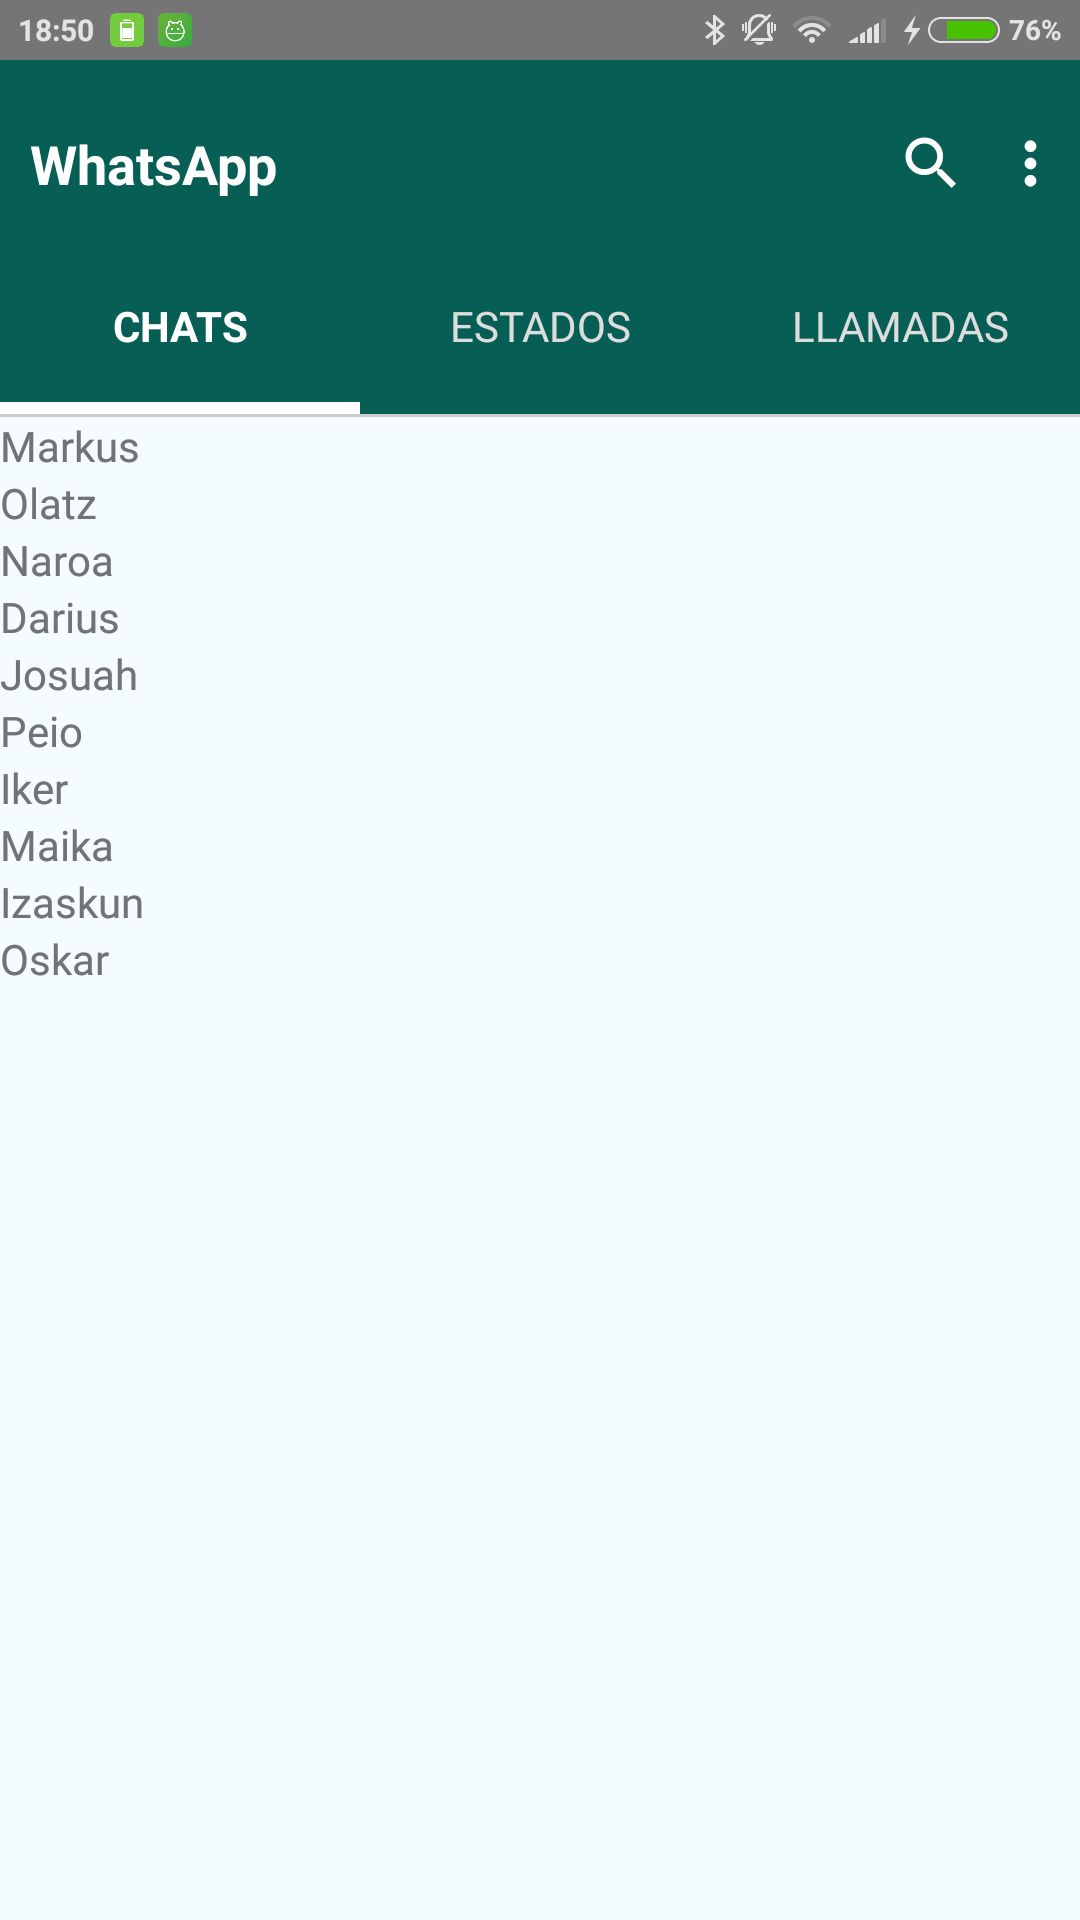 18:50 76%
WhatsApp
CHATS ESTADOS LLAMADAS
Markus
Olatz
Naroa
Darius
Josuah
Peio
Iker
Maika
Izaskun
Oskar